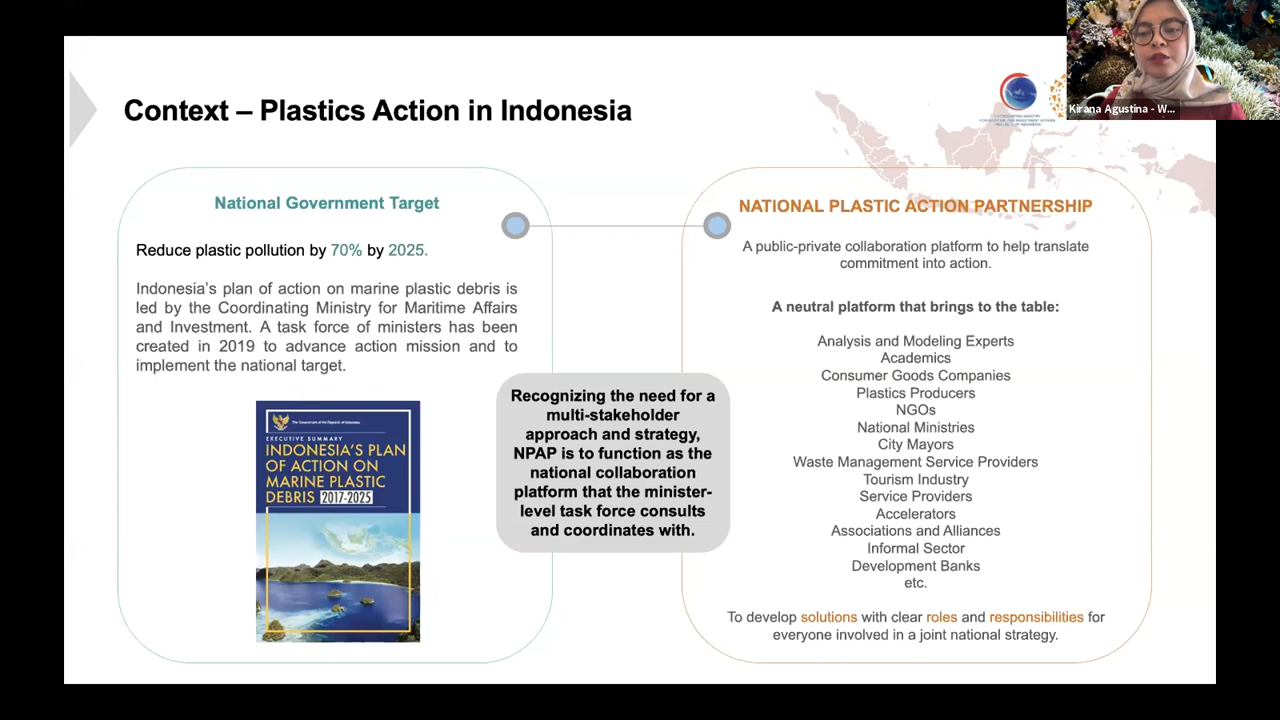 Context – Plastics Action in Indonesia
Kirana Agustina - W...
National Government Target
Reduce plastic pollution by 70% by 2025.
Indonesia’s plan of action on marine plastic debris is
led by the Coordinating Ministry for Maritime Affairs
and Investment. A task force of ministers has been
created in 2019 to advance action mission and to
implement the national target.
The Government of the Republic of Indonesia
EXECUTIVE SUMMARY
INDONESIA'S PLAN
OF ACTION ON
MARINE PLASTIC
DEBRIS 2017-2025
Recognizing the need for a
multi-stakeholder
approach and strategy,
NPAP is to function as the
national collaboration
platform that the minister-
level task force consults
and coordinates with.
NATIONAL PLASTIC ACTION PARTNERSHIP
A public-private collaboration platform to help translate
commitment into action.
A neutral platform that brings to the table:
Analysis and Modeling Experts
Academics
Consumer Goods Companies
Plastics Producers
NGOs
National Ministries
City Mayors
Waste Management Service Providers
Tourism Industry
Service Providers
Accelerators
Associations and Alliances
Informal Sector
Development Banks
etc.
To develop solutions with clear roles and responsibilities for
everyone involved in a joint national strategy.